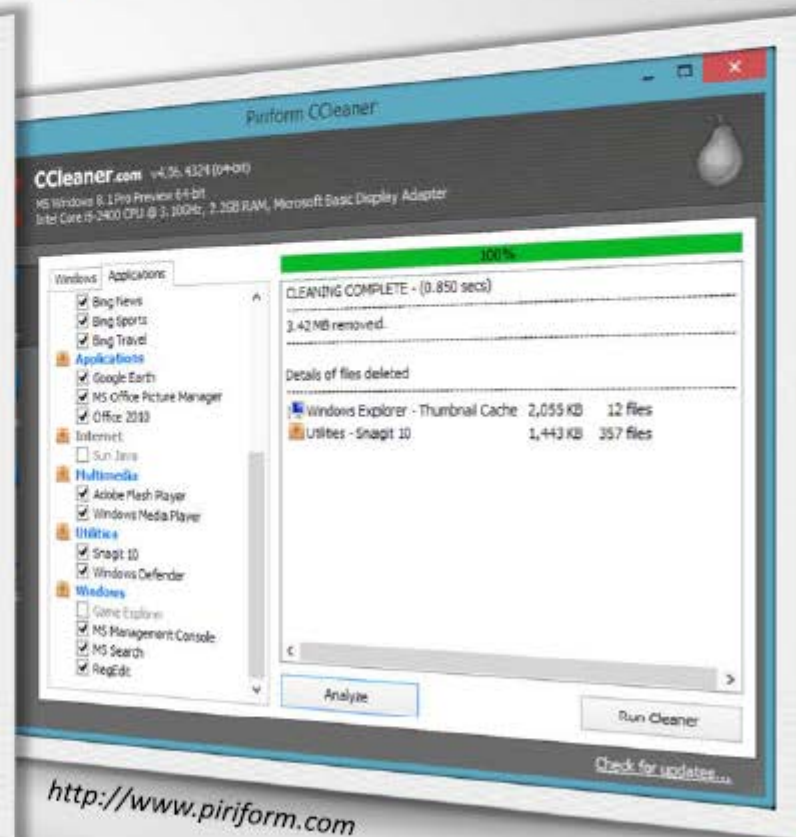 Piriform CCleaner
CCleaner.com v4.06.4324 (64-bit)
MS Windows 8.1 Pro Preview 64-bit
Intel Core i5-2400 CPU @ 3.10GHz, 2.2GB RAM, Microsoft Basic Display Adapter
Windows Applications
Bing News
Bing Sports
Bing Travel
Applications
Google Earth
MS Office Picture Manager
Office 2010
Internet
Sun Java
Multimedia
Adobe Flash Player
Windows Media Player
Utilities
Snagit 10
Windows Defender
Windows
Game Explorer
MS Management Console
MS Search
RegEdit
100%
CLEANING COMPLETE - (0.850 secs)
3.42 MB removed.
Details of files deleted
Windows Explorer - Thumbnail Cache 2,055 KB 12 files
Utilities - Snagit 10 1,443 KB 357 files
Analyze
Run Cleaner
Check for updates...
http://www.piriform.com